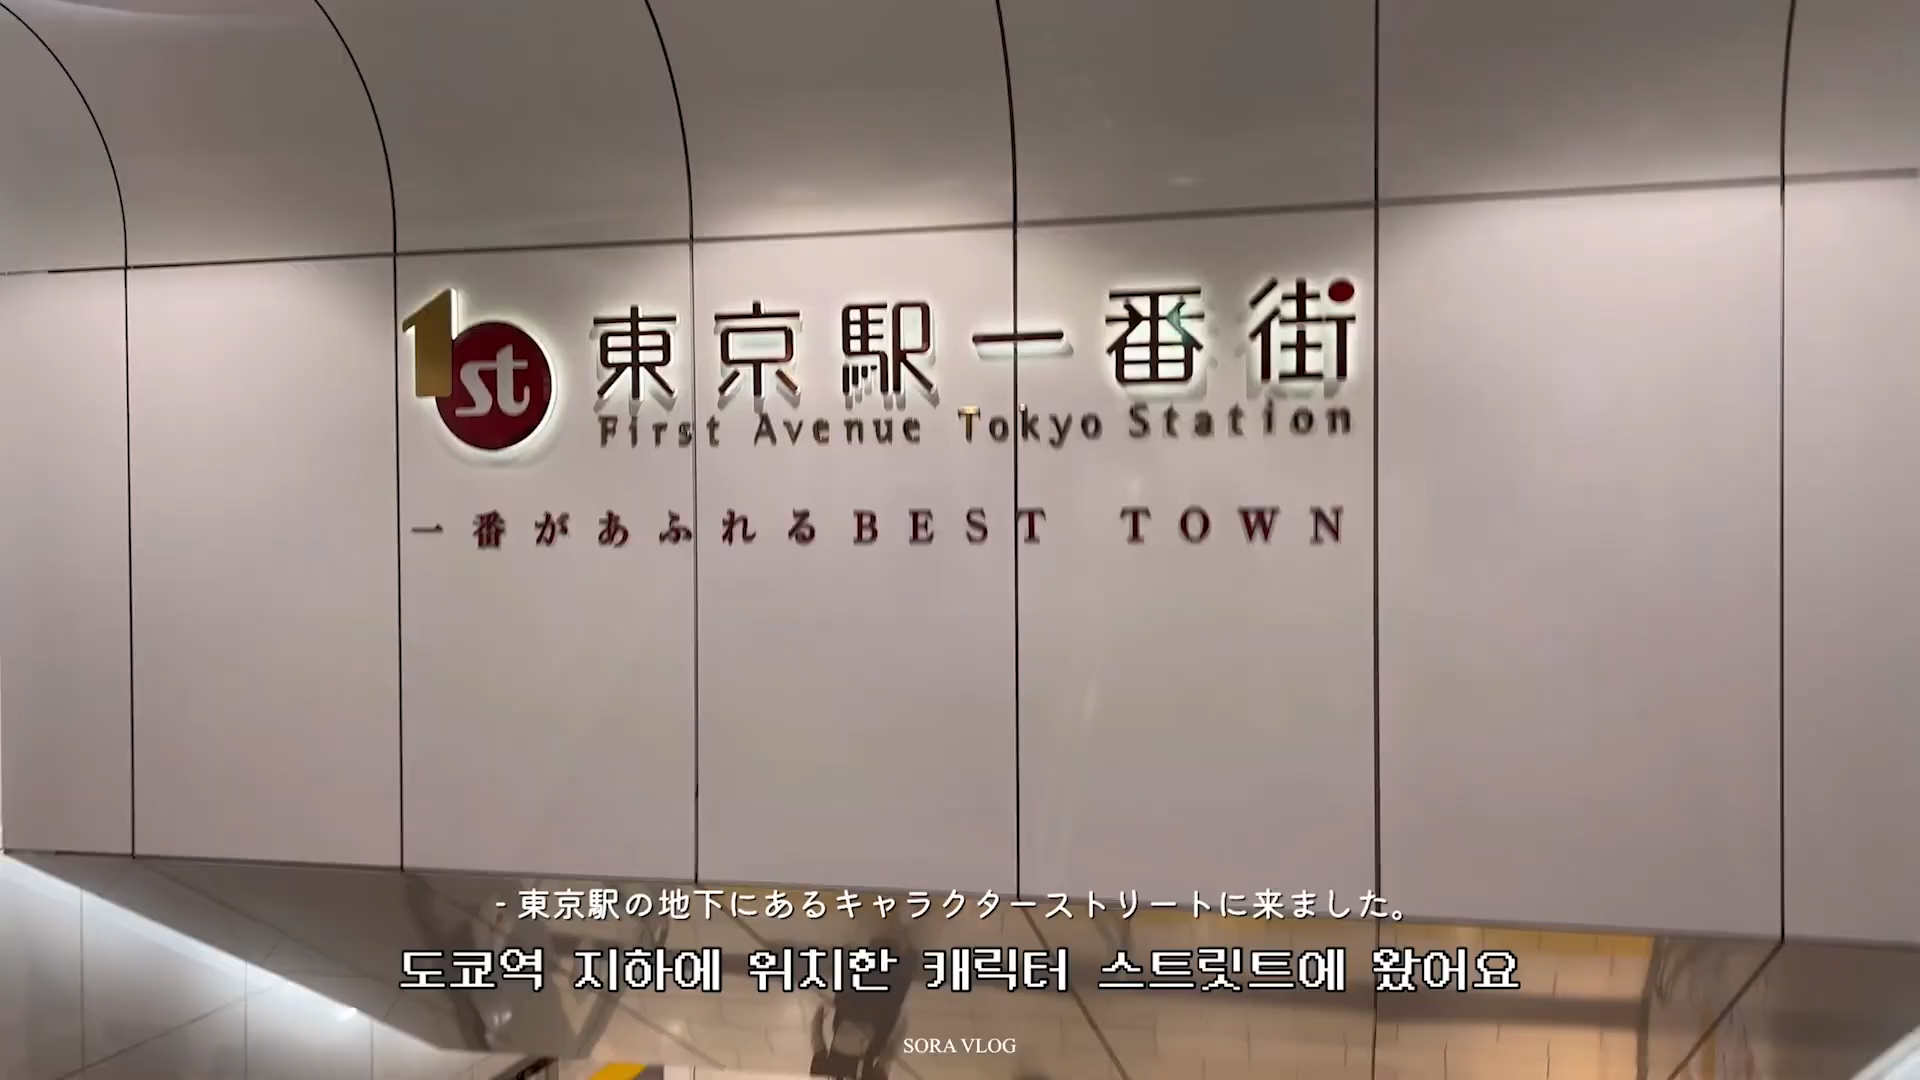 1st 東京駅一番街
First Avenue Tokyo Station
一番があふれるBEST TOWN
- 東京駅の地下にあるキャラクターストリートに来ました。
도쿄역 지하에 위치한 캐릭터 스트릿트에 왔어요
SORA VLOG